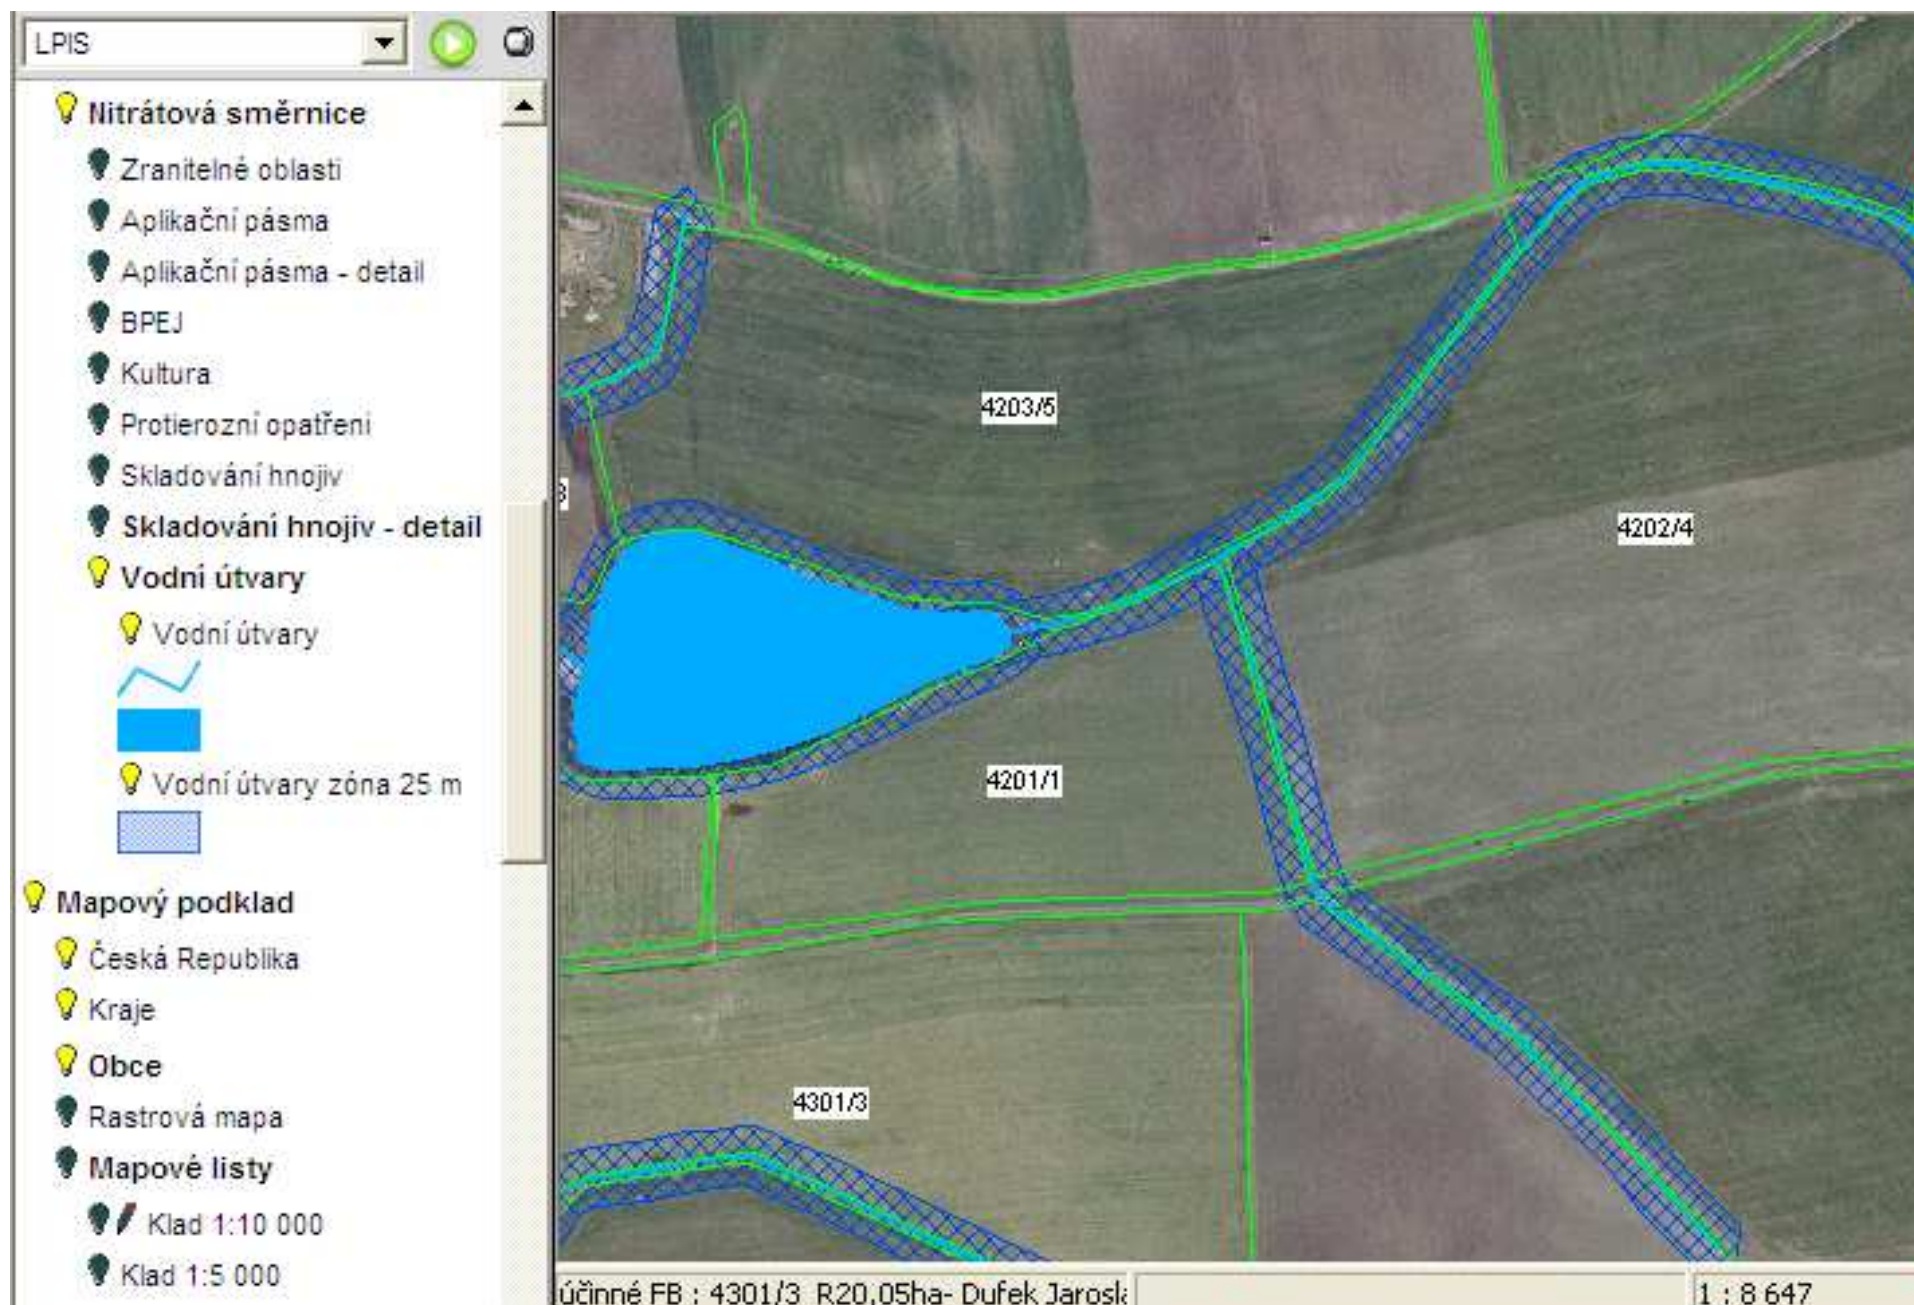 LPIS
Nitrátová směrnice
Zranitelné oblasti
Aplikační pásma
Aplikační pásma - detail
BPEJ
Kultura
Protierozní opatření
Skladování hnojiv
Skladování hnojiv - detail
Vodní útvary
Vodní útvary
Vodní útvary zóna 25 m
Mapový podklad
Česká Republika
Kraje
Obce
Rastrová mapa
Mapové listy
Klad 1:10 000
Klad 1:5 000
4203/5
4202/4
4201/1
4301/3
účinné FB : 4301/3 R20,05ha- Dufek Jarosla
1 : 8 647